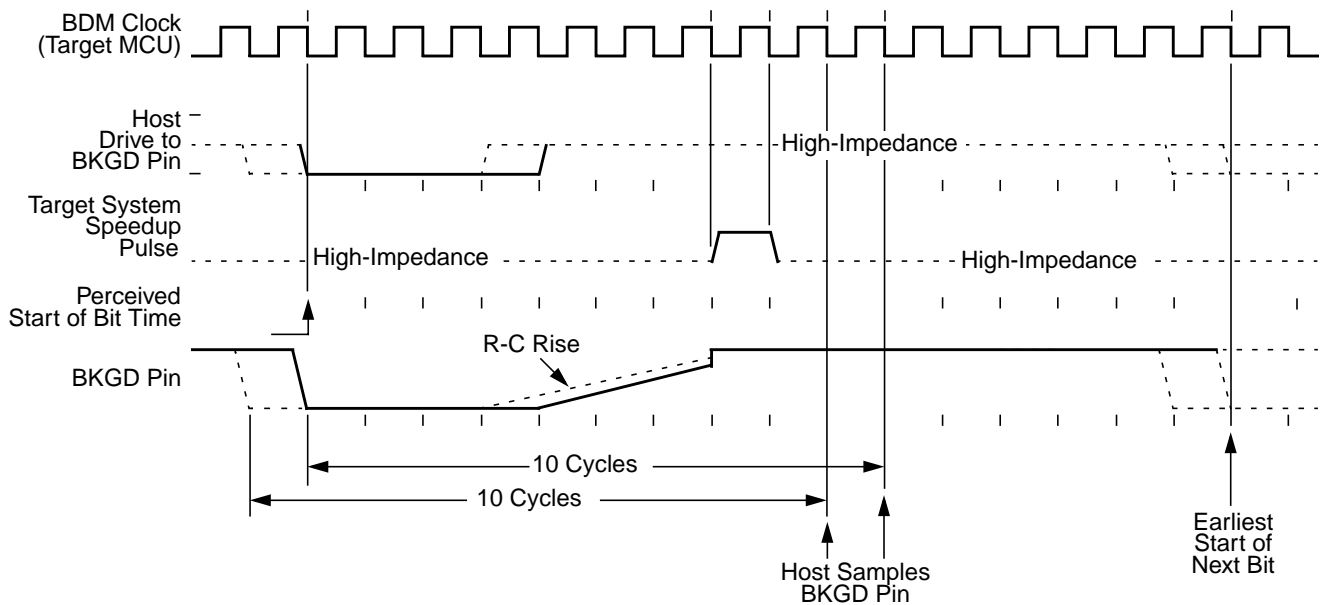 BDM Clock
(Target MCU)
Host
Drive to
BKGD Pin
High-Impedance
Target System
Speedup
Pulse
High-Impedance
High-Impedance
Perceived
Start of Bit Time
R-C Rise
BKGD Pin
10 Cycles
10 Cycles
Host Samples
BKGD Pin
Earliest
Start of
Next Bit